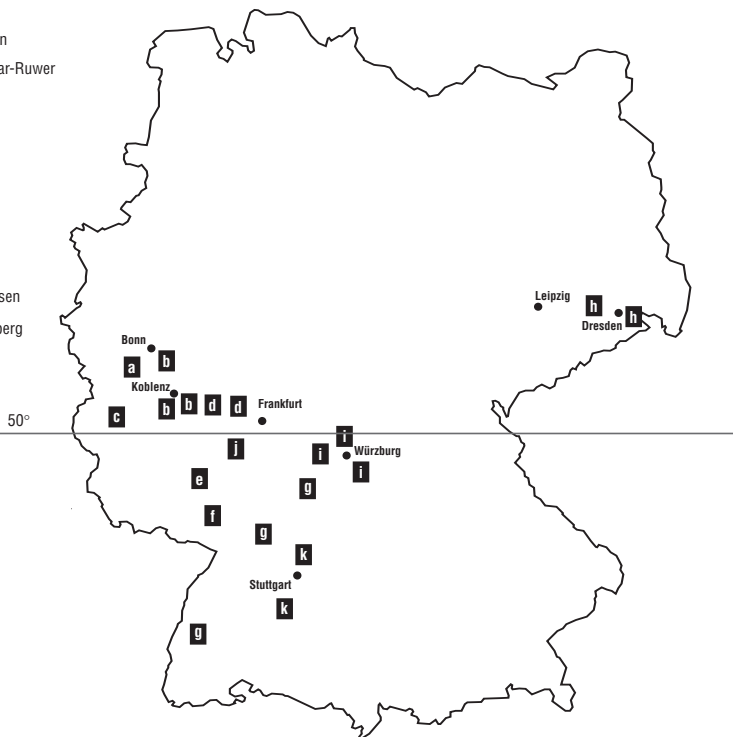 n
ar-Ruwer
sen
berg
Leipzig
h
Dresden
h
Bonn
a
b
Koblenz
b
b
d
d
Frankfurt
c
50°
i
j
i
Würzburg
i
e
g
f
g
k
Stuttgart
k
g